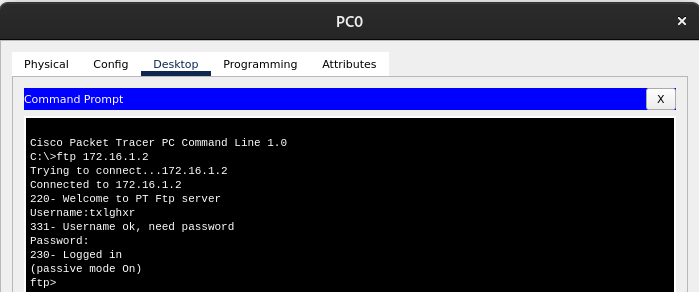 PC0
Physical Config Desktop Programming Attributes
Command Prompt X
Cisco Packet Tracer PC Command Line 1.0
C:\>ftp 172.16.1.2
Trying to connect...172.16.1.2
Connected to 172.16.1.2
220- Welcome to PT Ftp server
Username:txlghxr
331- Username ok, need password
Password:
230- Logged in
(passive mode On)
ftp>